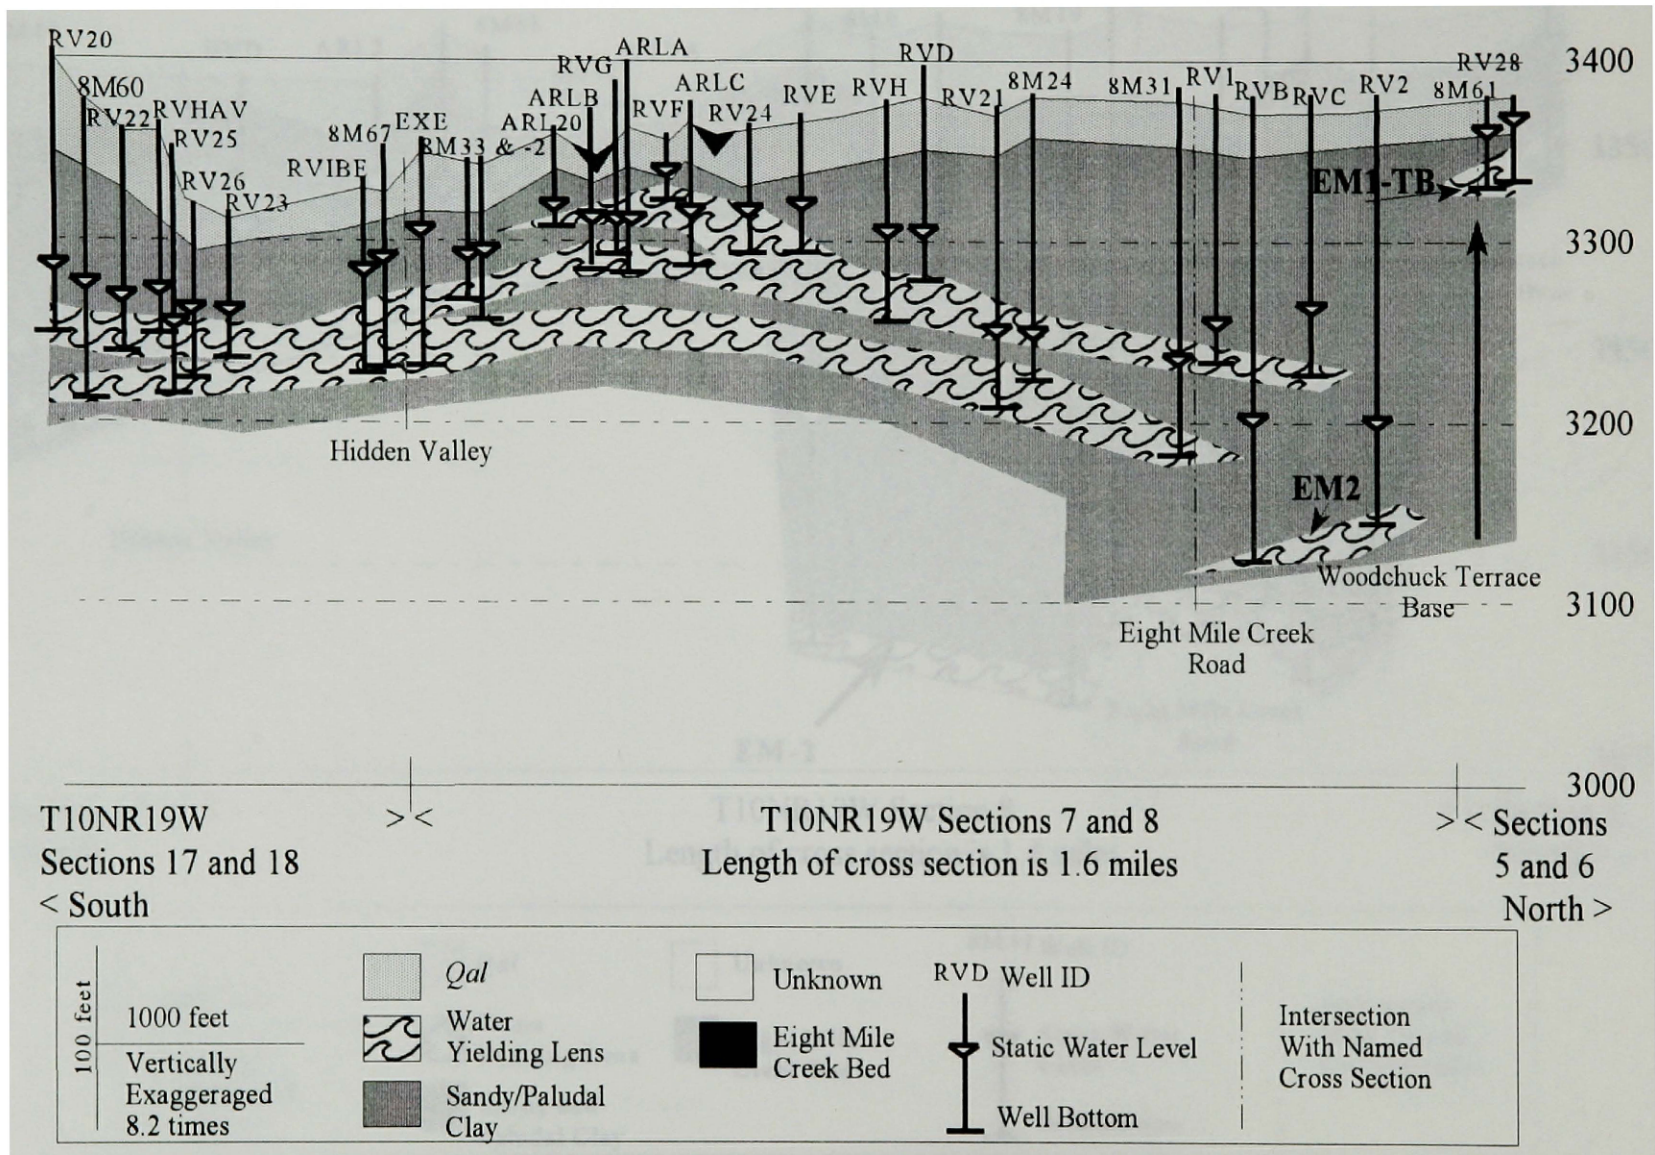 RV20
8M60
RV22
RVHAV
RV25
RV26
RV23
RVIBE
8M67
EXE
8M33 & -2
ARL20
ARLB
RVG
ARLA
RVF
ARLC
RV24
RVE
RVH
RVD
RV21
8M24
8M31
RV1
RVB
RVC
RV2
8M61
RV28
3400
3300
3200
3100
3000
EM1-TB
EM2
Hidden Valley
Woodchuck Terrace
Base
Eight Mile Creek
Road
T10NR19W
Sections 17 and 18
< South
> <
T10NR19W Sections 7 and 8
Length of cross section is 1.6 miles
> < Sections
5 and 6
North >
100 feet
1000 feet
Vertically
Exaggeraged
8.2 times
Qal
Water
Yielding Lens
Sandy/Paludal
Clay
Unknown
Eight Mile
Creek Bed
RVD Well ID
Static Water Level
Well Bottom
Intersection
With Named
Cross Section